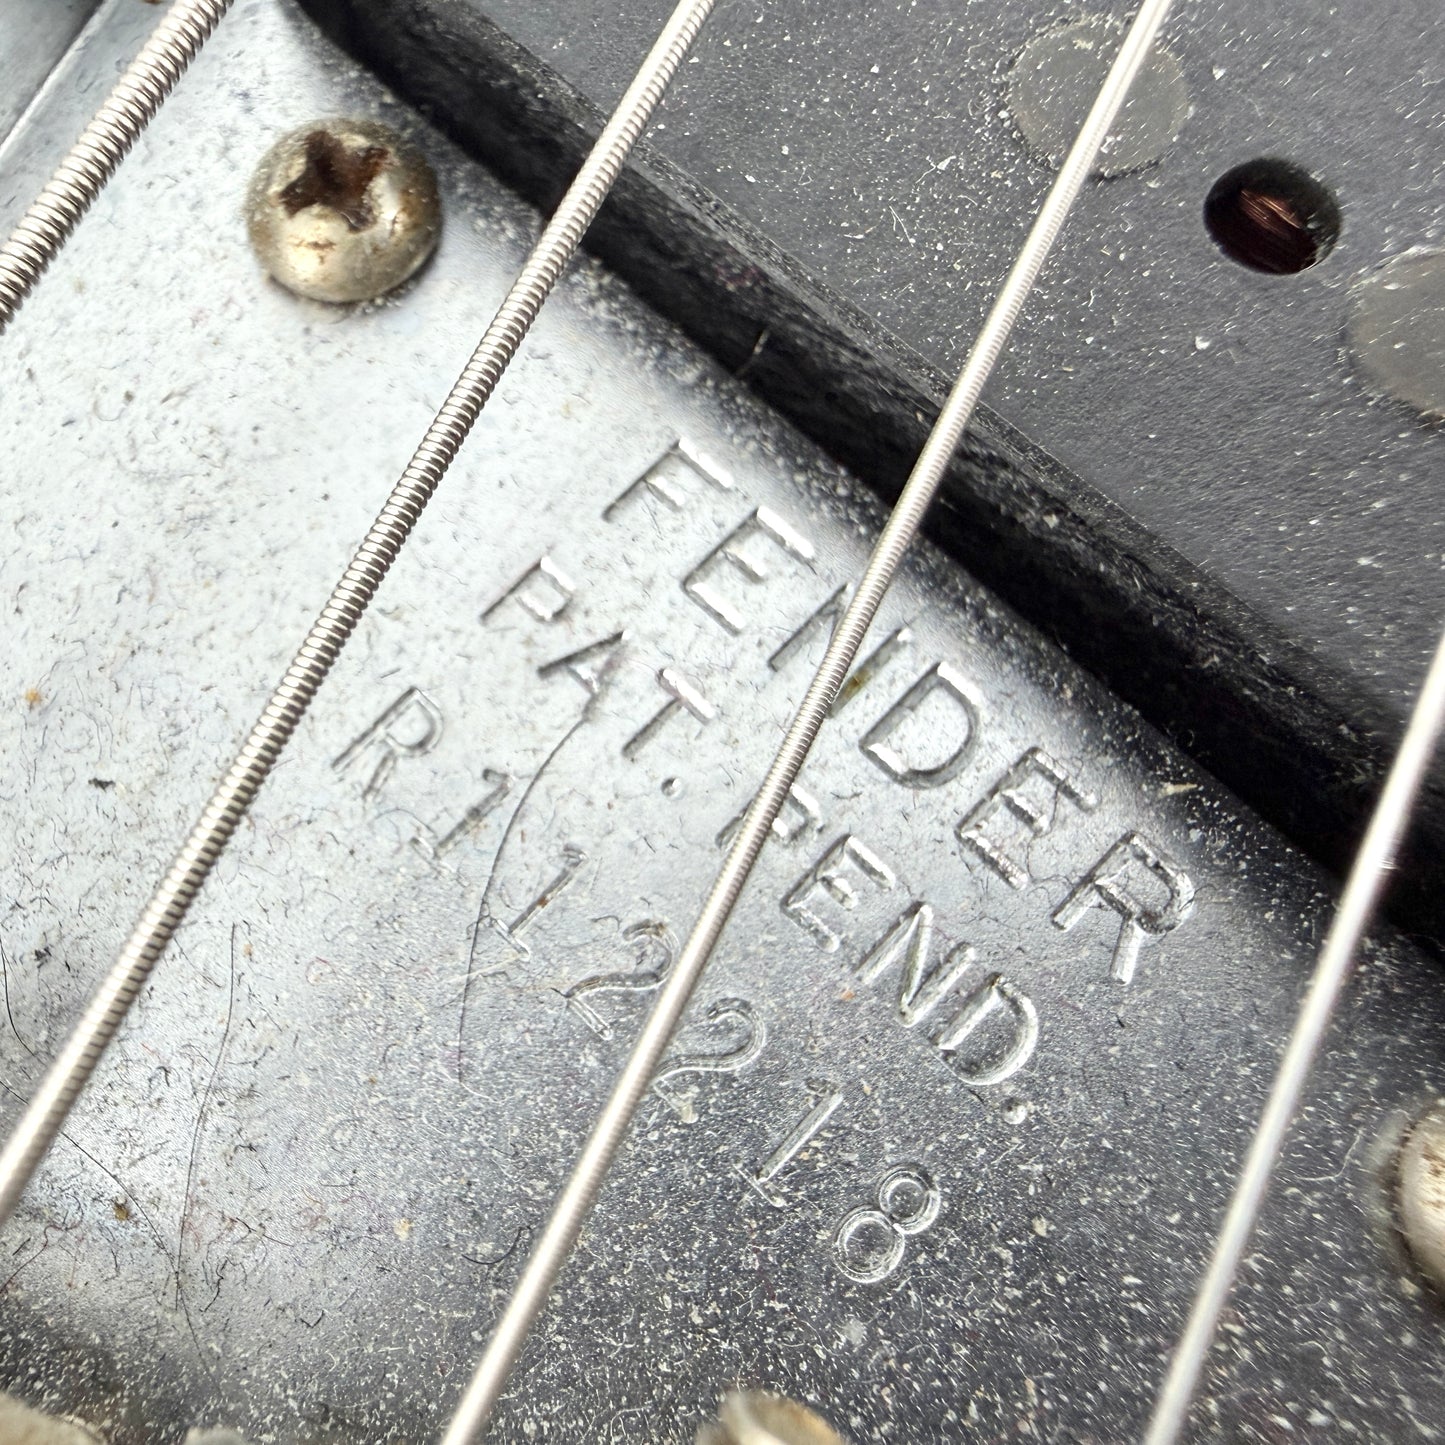 FENDER
PAT. PEND.
R112218